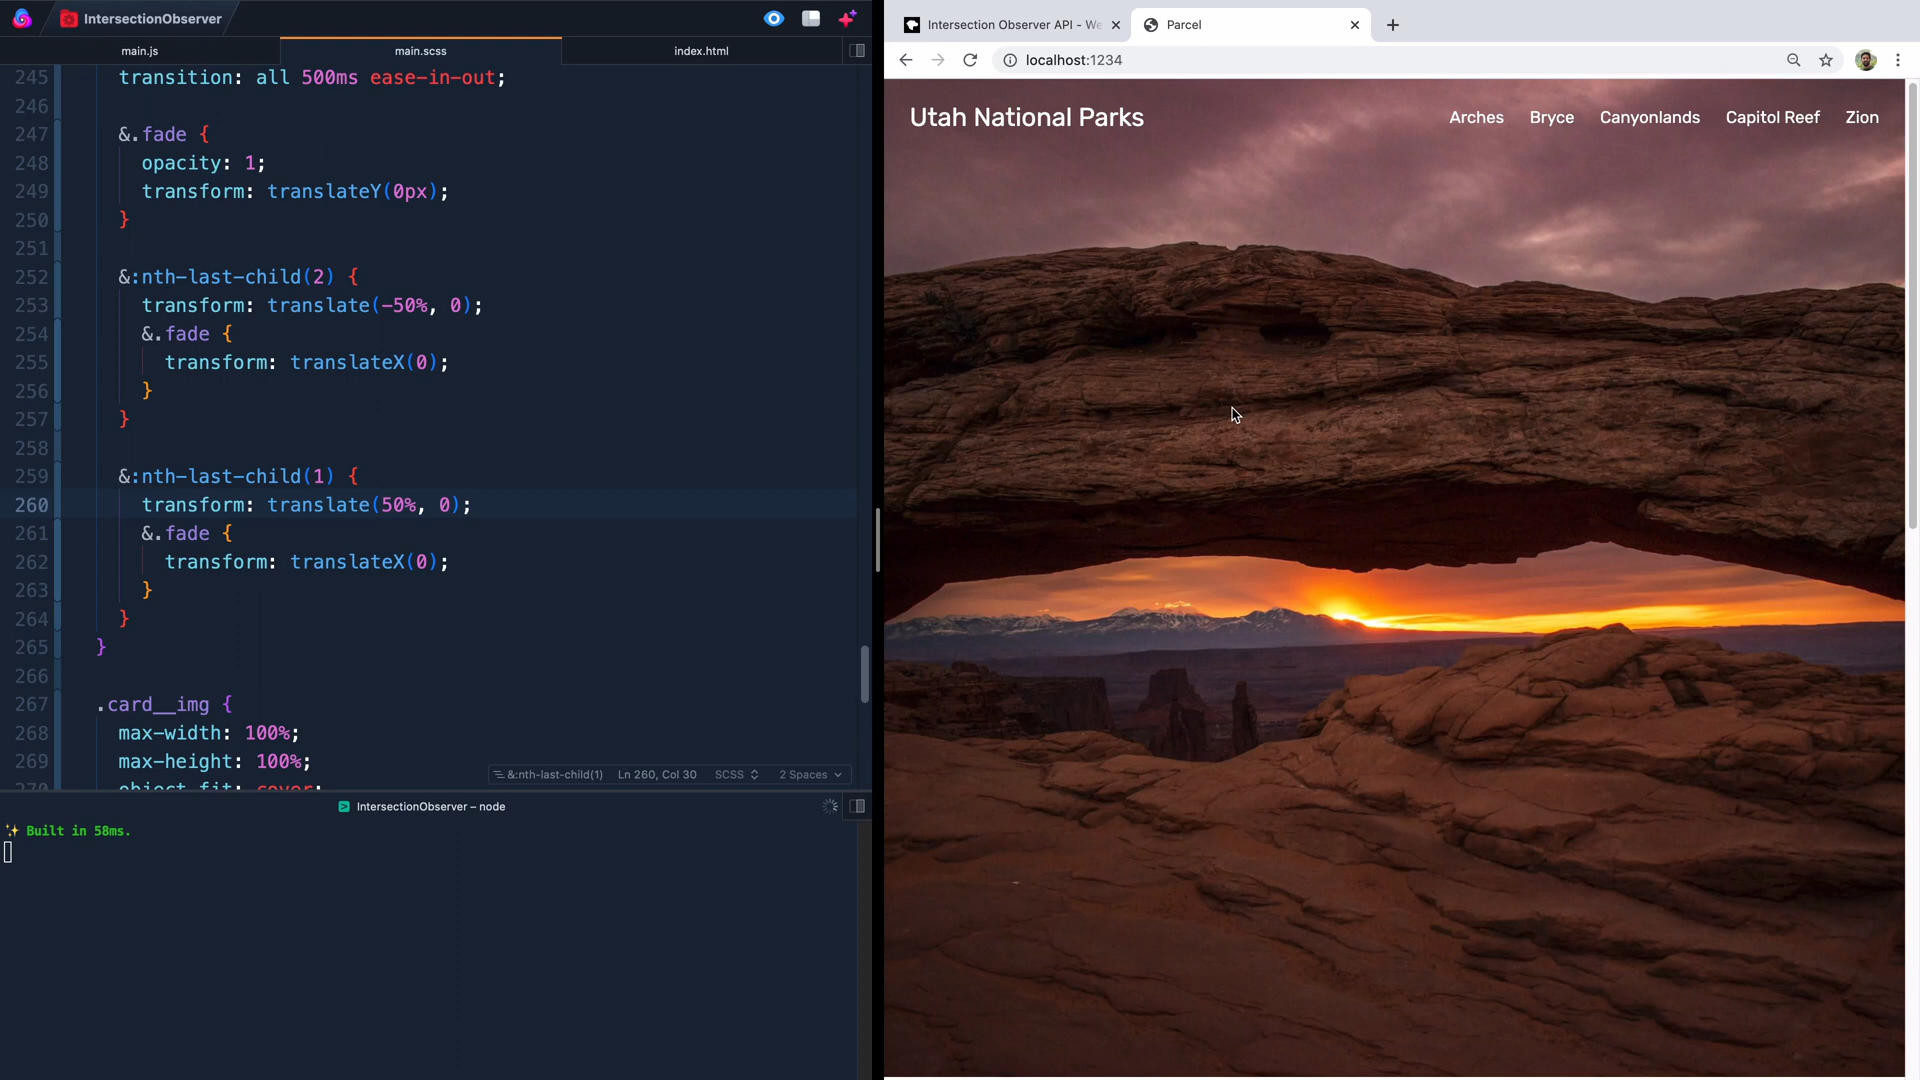 IntersectionObserver
main.js
main.scss
index.html
245 transition: all 500ms ease-in-out;
246
247 &.fade {
248 opacity: 1;
249 transform: translateY(0px);
250 }
251
252 &:nth-last-child(2) {
253 transform: translate(-50%, 0);
254 &.fade {
255 transform: translateX(0);
256 }
257 }
258
259 &:nth-last-child(1) {
260 transform: translate(50%, 0);
261 &.fade {
262 transform: translateX(0);
263 }
264 }
265 }
266
267 .card__img {
268 max-width: 100%;
269 max-height: 100%;
270 object-fit: cover;
&:nth-last-child(1) Ln 260, Col 30 SCSS 2 Spaces
IntersectionObserver – node
✨ Built in 58ms.
Intersection Observer API - We
Parcel
localhost:1234
Utah National Parks
Arches Bryce Canyonlands Capitol Reef Zion